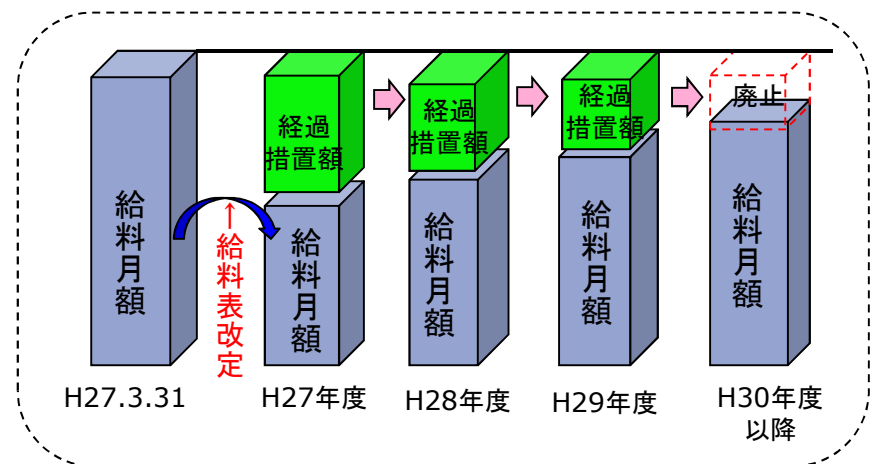 給料月額
↑給料表改定
経過
措置額
給料月額
経過
措置額
給料月額
経過
措置額
給料月額
廃止
給料月額
H27.3.31
H27年度
H28年度
H29年度
H30年度
以降